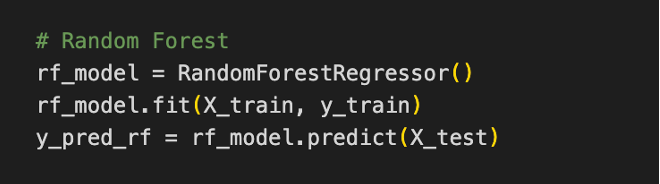 # Random Forest
rf_model = RandomForestRegressor()
rf_model.fit(X_train, y_train)
y_pred_rf = rf_model.predict(X_test)